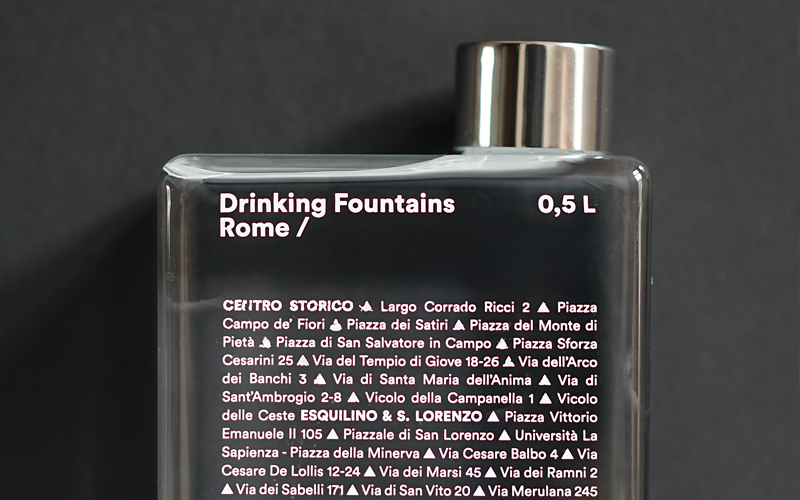 Drinking Fountains 0,5 L
Rome /
CENTRO STORICO ▲ Largo Corrado Ricci 2 ▲ Piazza
Campo de' Fiori ▲ Piazza dei Satiri ▲ Piazza del Monte di
Pietà ▲ Piazza di San Salvatore in Campo ▲ Piazza Sforza
Cesarini 25 ▲ Via del Tempio di Giove 18-26 ▲ Via dell'Arco
dei Banchi 3 ▲ Via di Santa Maria dell'Anima ▲ Via di
Sant'Ambrogio 2-8 ▲ Vicolo della Campanella 1 ▲ Vicolo
delle Ceste ESQUILINO & S. LORENZO ▲ Piazza Vittorio
Emanuele II 105 ▲ Piazzale di San Lorenzo ▲ Università La
Sapienza - Piazza della Minerva ▲ Via Cesare Balbo 4 ▲ Via
Cesare De Lollis 12-24 ▲ Via dei Marsi 45 ▲ Via dei Ramni 2
▲ Via dei Sabelli 171 ▲ Via di San Vito 20 ▲ Via Merulana 245